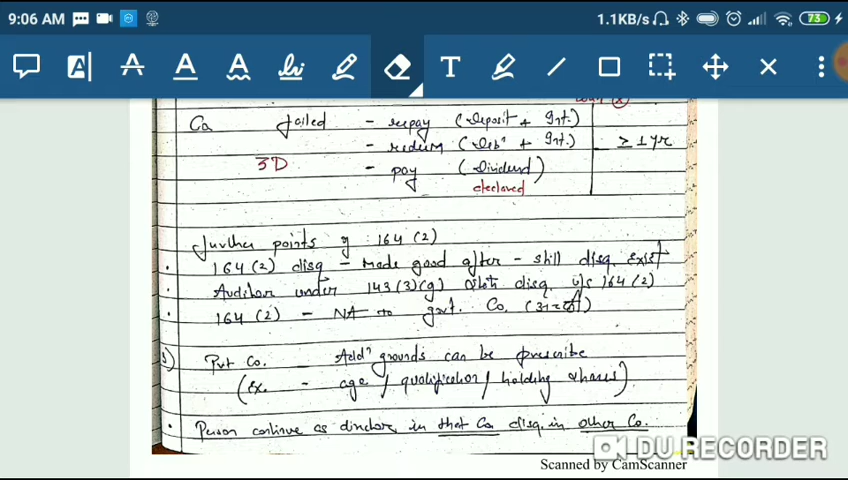 9:06 AM
1.1KB/s 73
A T
Co failed - repay (Deposit + Int.)
- redeem (Deb' + Int.) ≥ 1 yr
3D - pay (Dividend)
declared
further points of 164 (2)
164 (2) disq - Made good after - still disq. exist
Auditor under 143(3)(g) disq. u/s 164 (2)
164 (2) - NA to govt. Co.
3) Pvt Co. - Addn grounds can be prescribe
(Ex. - age / qualification / holding shares)
Person continue as director in that Co disq in other Co.
DU RECORDER
Scanned by CamScanner